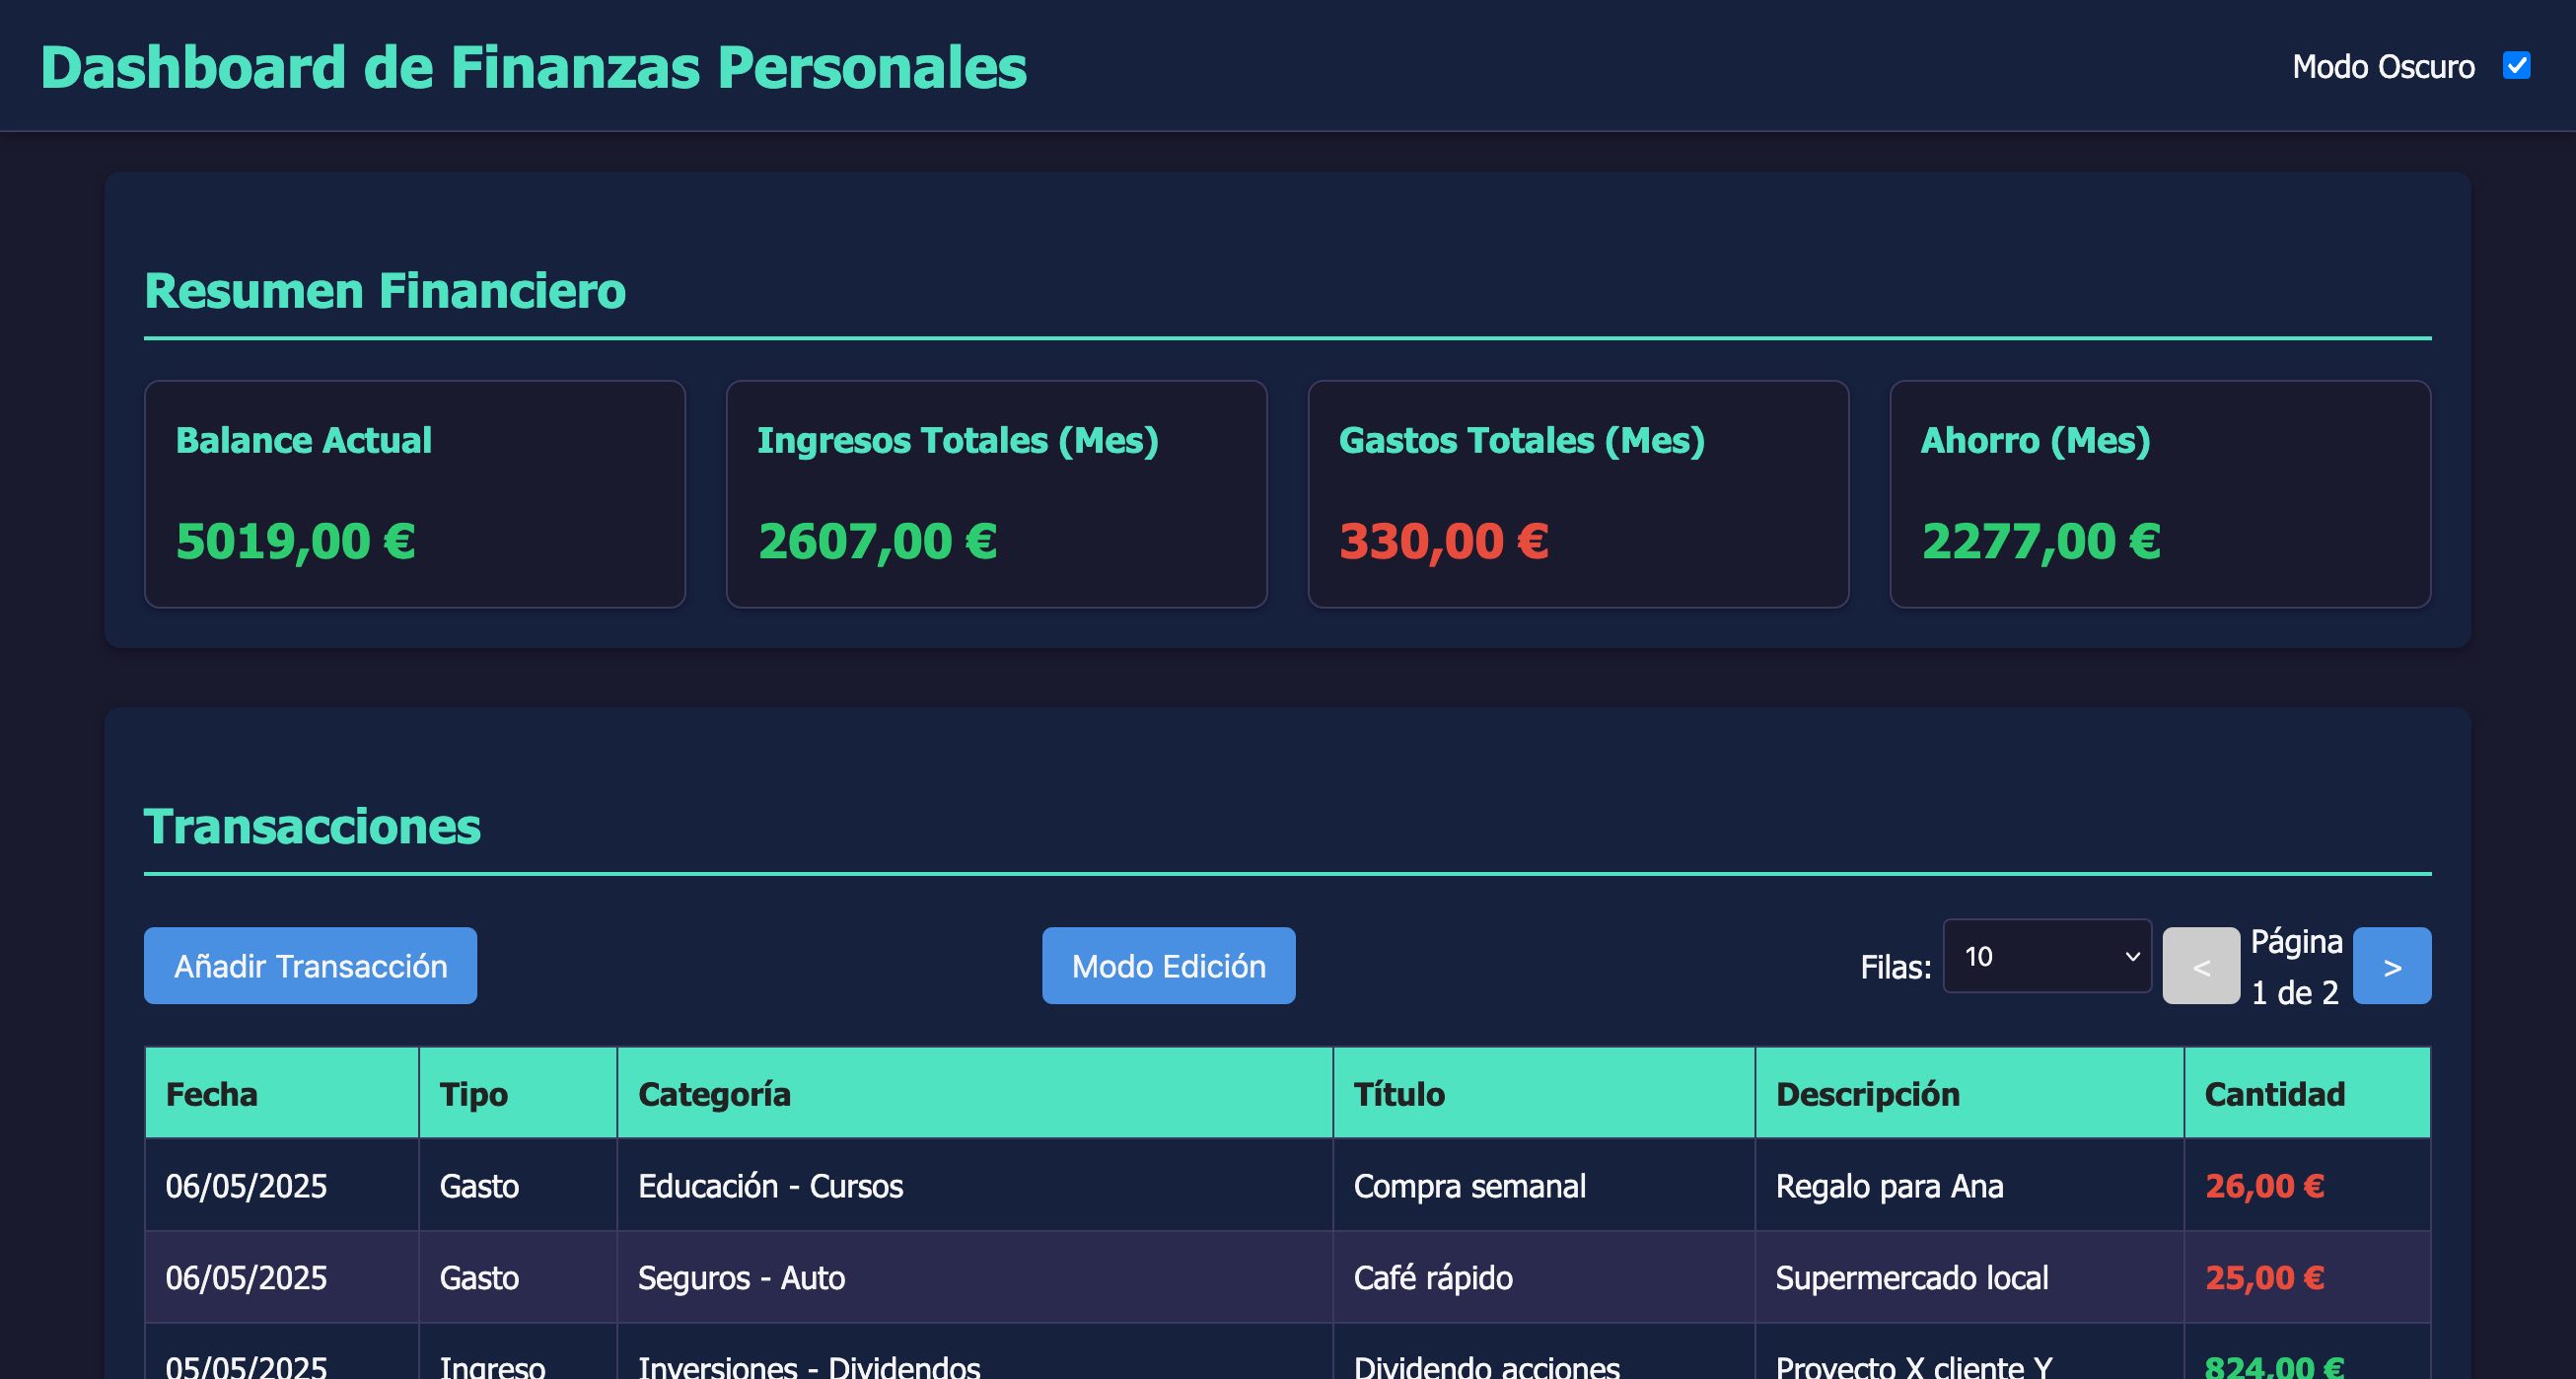 Dashboard de Finanzas Personales
Modo Oscuro
Resumen Financiero
Balance Actual
5019,00 €
Ingresos Totales (Mes)
2607,00 €
Gastos Totales (Mes)
330,00 €
Ahorro (Mes)
2277,00 €
Transacciones
Añadir Transacción
Modo Edición
Filas: 10
<
Página
1 de 2
>
Fecha Tipo Categoría Título Descripción Cantidad
06/05/2025 Gasto Educación - Cursos Compra semanal Regalo para Ana 26,00 €
06/05/2025 Gasto Seguros - Auto Café rápido Supermercado local 25,00 €
05/05/2025 Ingreso Inversiones - Dividendos Dividendo acciones Proyecto X cliente Y 824,00 €